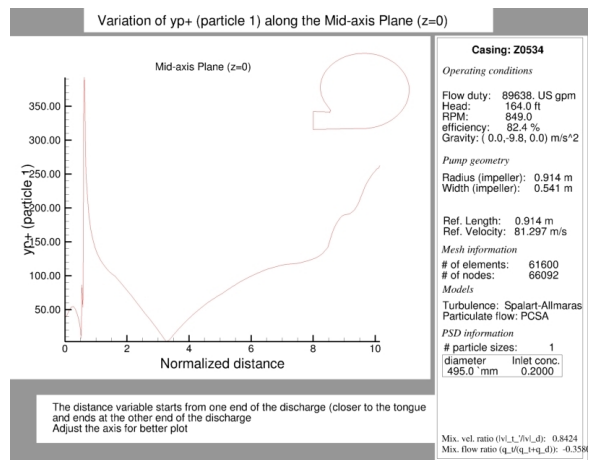 Variation of yp+ (particle 1) along the Mid-axis Plane (z=0)
Mid-axis Plane (z=0)
yp+ (particle 1)
350.00
300.00
250.00
200.00
150.00
100.00
50.00
0 2 4 6 8 10
Normalized distance
The distance variable starts from one end of the discharge (closer to the tongue
and ends at the other end of the discharge
Adjust the axis for better plot
Casing: Z0534
Operating conditions
Flow duty: 89638. US gpm
Head: 164.0 ft
RPM: 849.0
efficiency: 82.4 %
Gravity: ( 0.0,-9.8, 0.0) m/s^2
Pump geometry
Radius (impeller): 0.914 m
Width (impeller): 0.541 m
Ref. Length: 0.914 m
Ref. Velocity: 81.297 m/s
Mesh information
# of elements: 61600
# of nodes: 66092
Models
Turbulence: Spalart-Allmaras
Particulate flow: PCSA
PSD information
# particle sizes: 1
diameter Inlet conc.
495.0 `mm 0.2000
Mix. vel. ratio (|v|_t_'/|v|_d): 0.8424
Mix. flow ratio (q_t/(q_t+q_d)): -0.3580